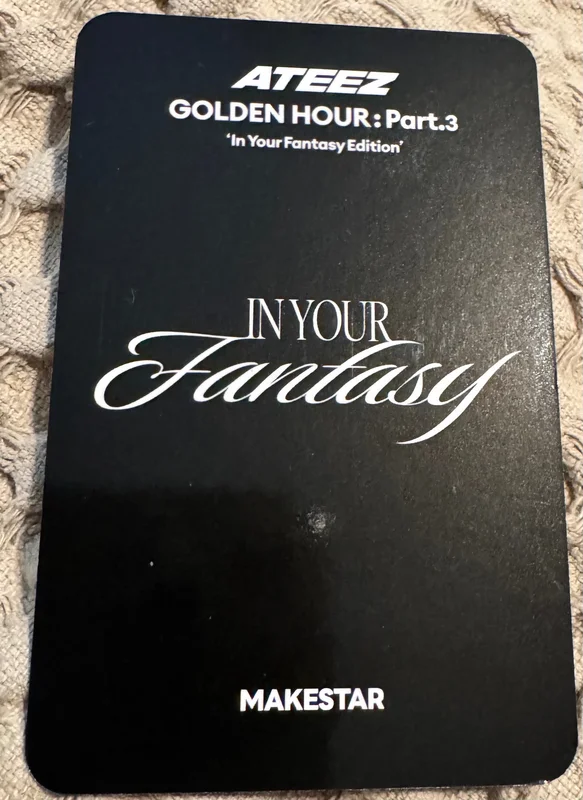 ATEEZ
GOLDEN HOUR : Part.3
'In Your Fantasy Edition'
IN YOUR
Fantasy
MAKESTAR